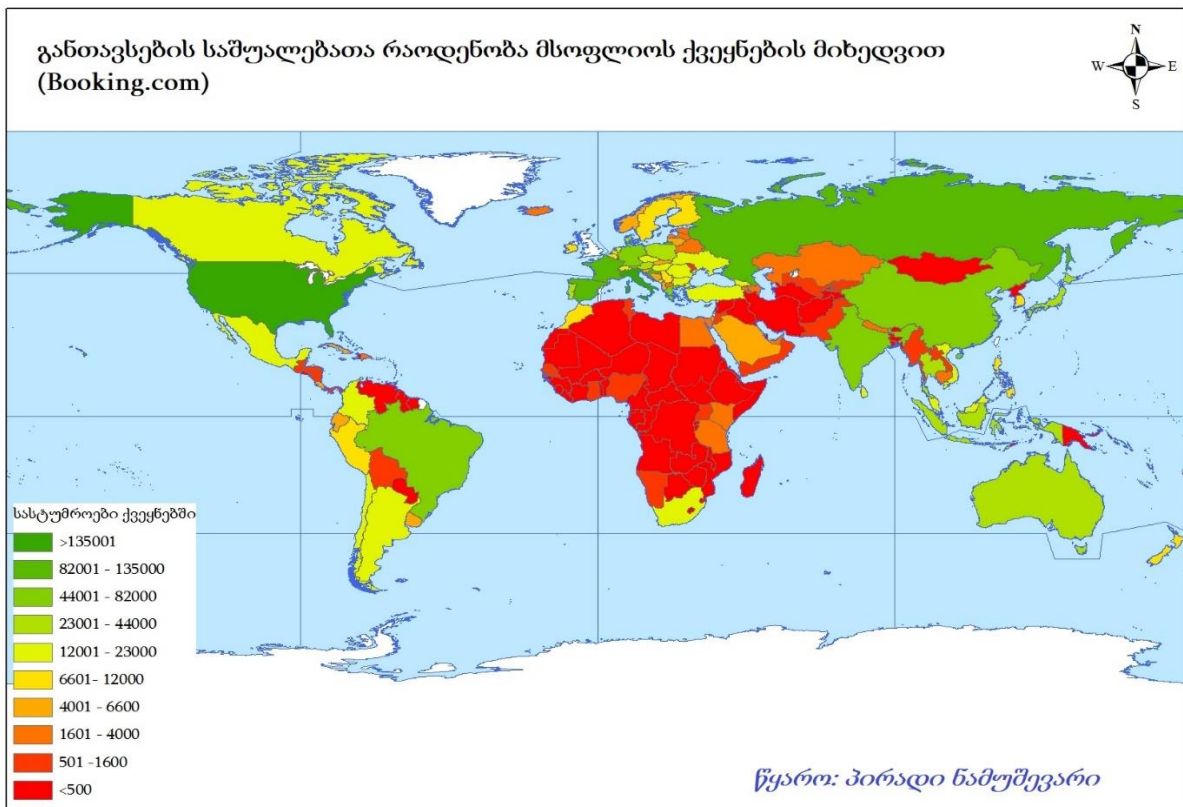 განთავსების საშუალებათა რაოდენობა მსოფლიოს ქვეყნების მიხედვით
(Booking.com)
N
W E
S
სასტუმროები ქვეყნებში
>135001
82001 - 135000
44001 - 82000
23001 - 44000
12001 - 23000
6601- 12000
4001 - 6600
1601 - 4000
501 -1600
<500
წყარო: პირადი ნამუშევარი